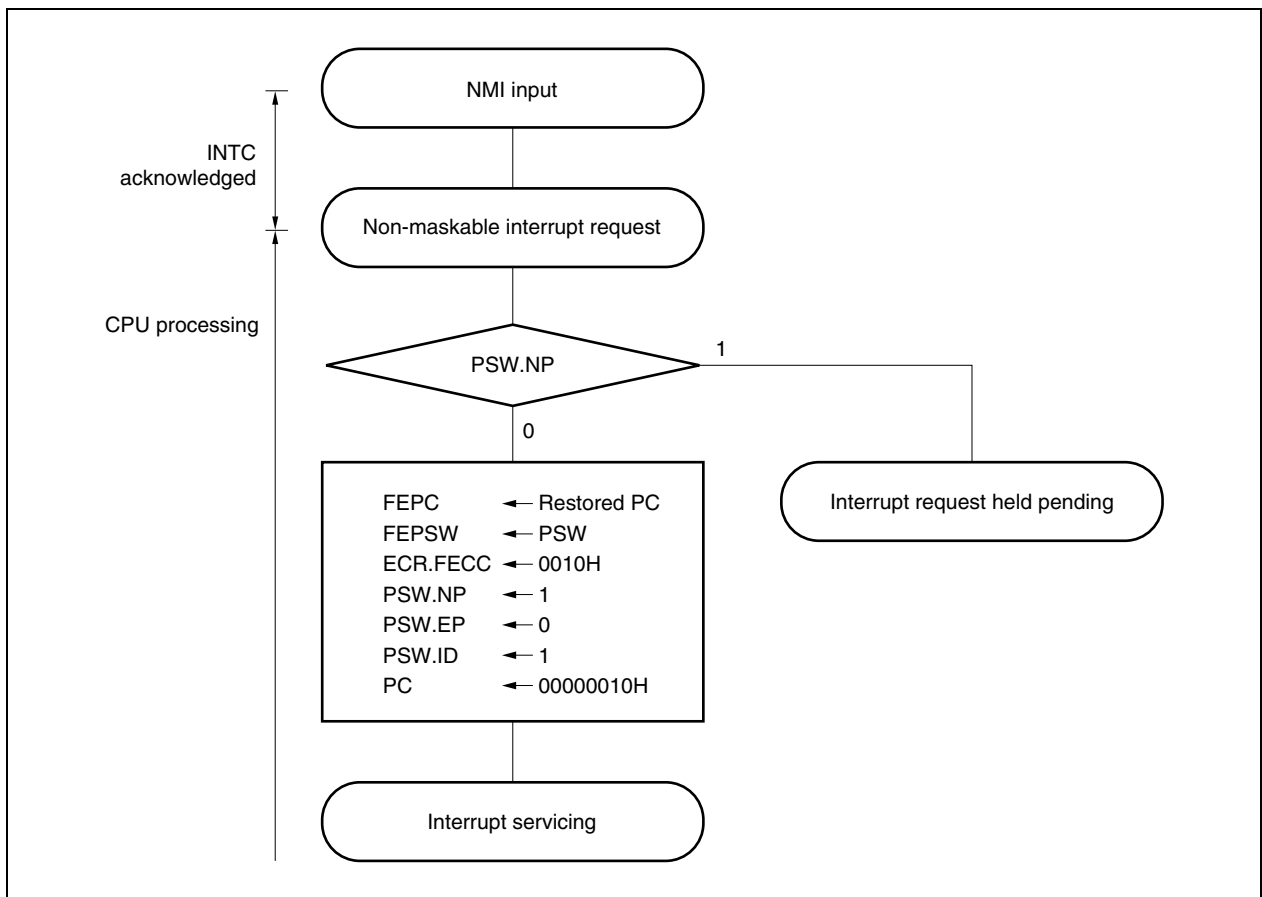 NMI input
INTC
acknowledged
Non-maskable interrupt request
CPU processing
PSW.NP
1
0
FEPC ← Restored PC
FEPSW ← PSW
ECR.FECC ← 0010H
PSW.NP ← 1
PSW.EP ← 0
PSW.ID ← 1
PC ← 00000010H
Interrupt request held pending
Interrupt servicing